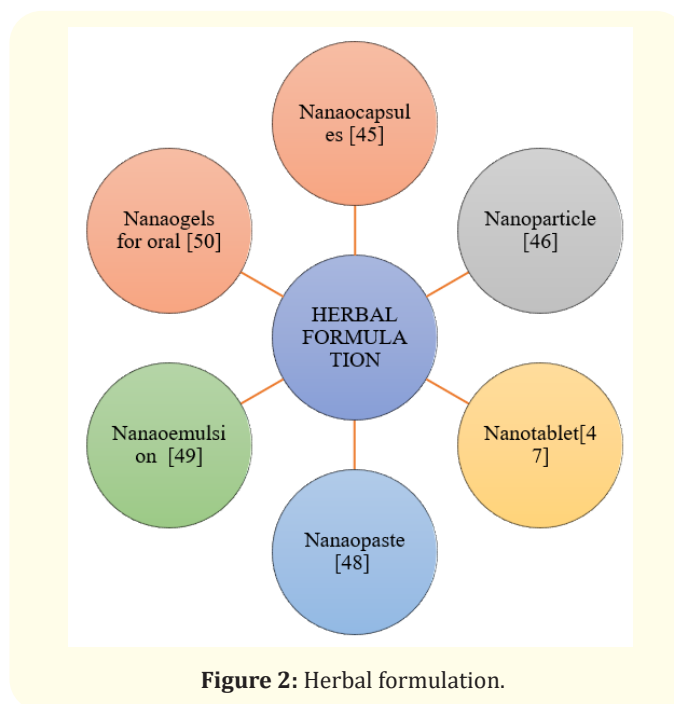 Nanaocapsul
es [45]
Nanoparticle
[46]
Nanotablet[4
7]
Nanaopaste
[48]
Nanaoemulsi
on [49]
Nanaogels
for oral [50]
HERBAL
FORMULA
TION
Figure 2: Herbal formulation.